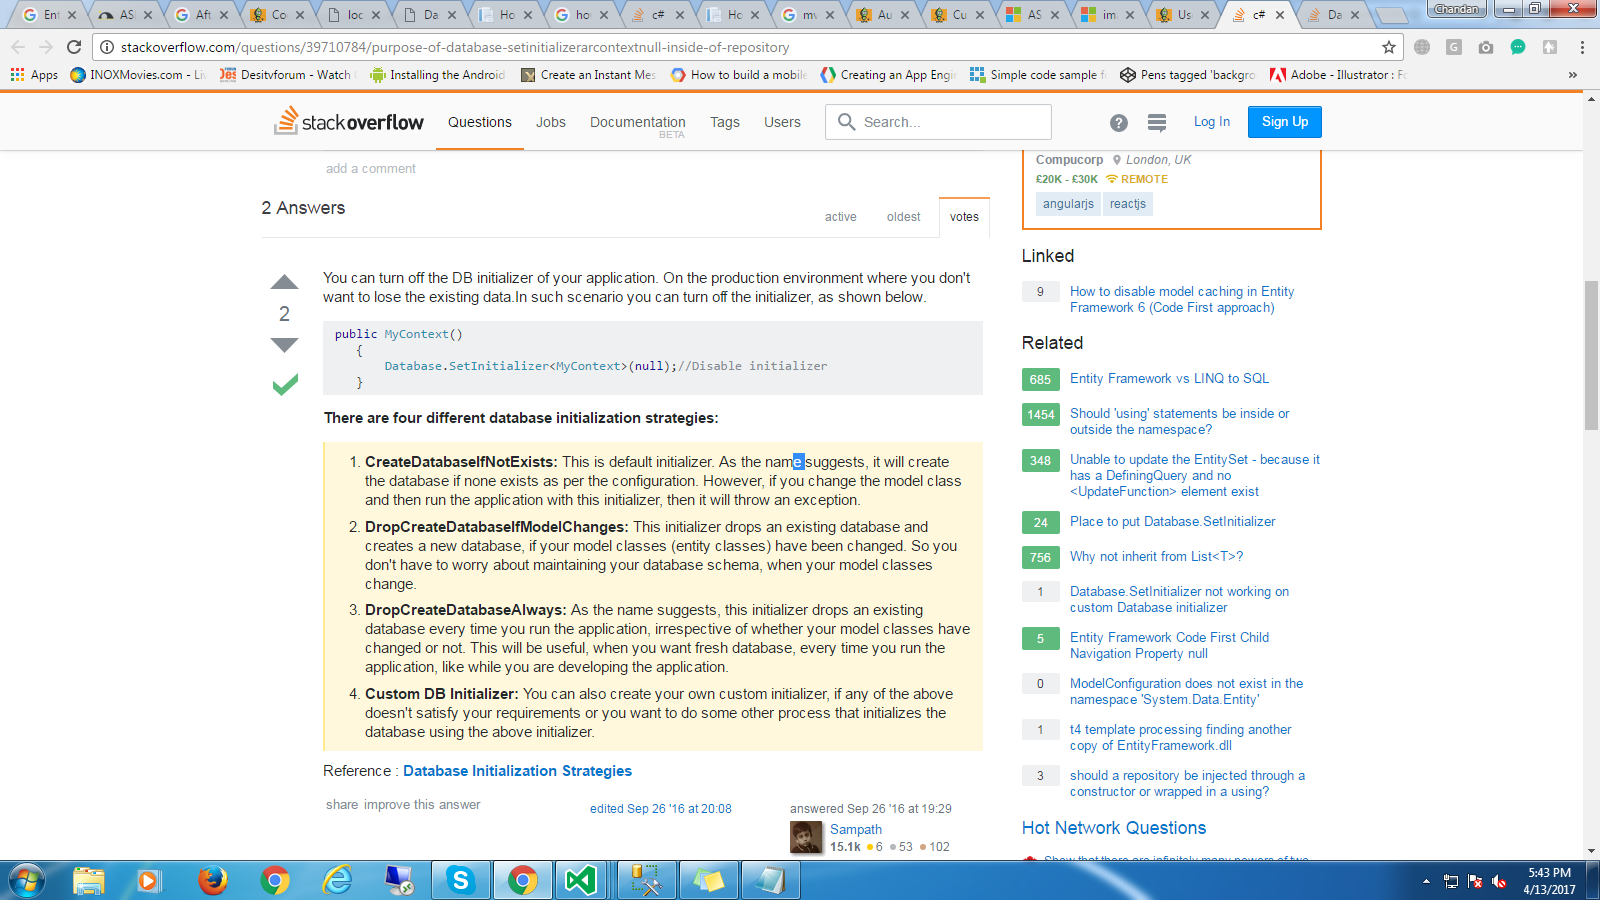 Ent
AS
Aft
Co
loc
Da
Ho
ho
c#
Ho
mv
Au
Cu
AS
im
Us
c#
Da
Chandan
stackoverflow.com/questions/39710784/purpose-of-database-setinitializerarcontextnull-inside-of-repository
Apps INOXMovies.com - Li Desitvforum - Watch Installing the Android Create an Instant Mes How to build a mobile Creating an App Engi Simple code sample f Pens tagged 'backgro Adobe - Illustrator : Fo »
stackoverflow Questions Jobs Documentation BETA Tags Users Search... Log In Sign Up
add a comment
2 Answers
active oldest votes
You can turn off the DB initializer of your application. On the production environment where you don't
want to lose the existing data.In such scenario you can turn off the initializer, as shown below.
2
public MyContext()
{
Database.SetInitializer<MyContext>(null);//Disable initializer
}
There are four different database initialization strategies:
1. CreateDatabaseIfNotExists: This is default initializer. As the name suggests, it will create
the database if none exists as per the configuration. However, if you change the model class
and then run the application with this initializer, then it will throw an exception.
2. DropCreateDatabaseIfModelChanges: This initializer drops an existing database and
creates a new database, if your model classes (entity classes) have been changed. So you
don't have to worry about maintaining your database schema, when your model classes
change.
3. DropCreateDatabaseAlways: As the name suggests, this initializer drops an existing
database every time you run the application, irrespective of whether your model classes have
changed or not. This will be useful, when you want fresh database, every time you run the
application, like while you are developing the application.
4. Custom DB Initializer: You can also create your own custom initializer, if any of the above
doesn't satisfy your requirements or you want to do some other process that initializes the
database using the above initializer.
Reference : Database Initialization Strategies
share improve this answer
edited Sep 26 '16 at 20:08
answered Sep 26 '16 at 19:29
Sampath
15.1k 6 53 102
Compucorp London, UK
£20K - £30K REMOTE
angularjs reactjs
Linked
9 How to disable model caching in Entity
Framework 6 (Code First approach)
Related
685 Entity Framework vs LINQ to SQL
1454 Should 'using' statements be inside or
outside the namespace?
348 Unable to update the EntitySet - because it
has a DefiningQuery and no
<UpdateFunction> element exist
24 Place to put Database.SetInitializer
756 Why not inherit from List<T>?
1 Database.SetInitializer not working on
custom Database initializer
5 Entity Framework Code First Child
Navigation Property null
0 ModelConfiguration does not exist in the
namespace 'System.Data.Entity'
1 t4 template processing finding another
copy of EntityFramework.dll
3 should a repository be injected through a
constructor or wrapped in a using?
Hot Network Questions
Show that there are infinitely many powers of two
5:43 PM
4/13/2017